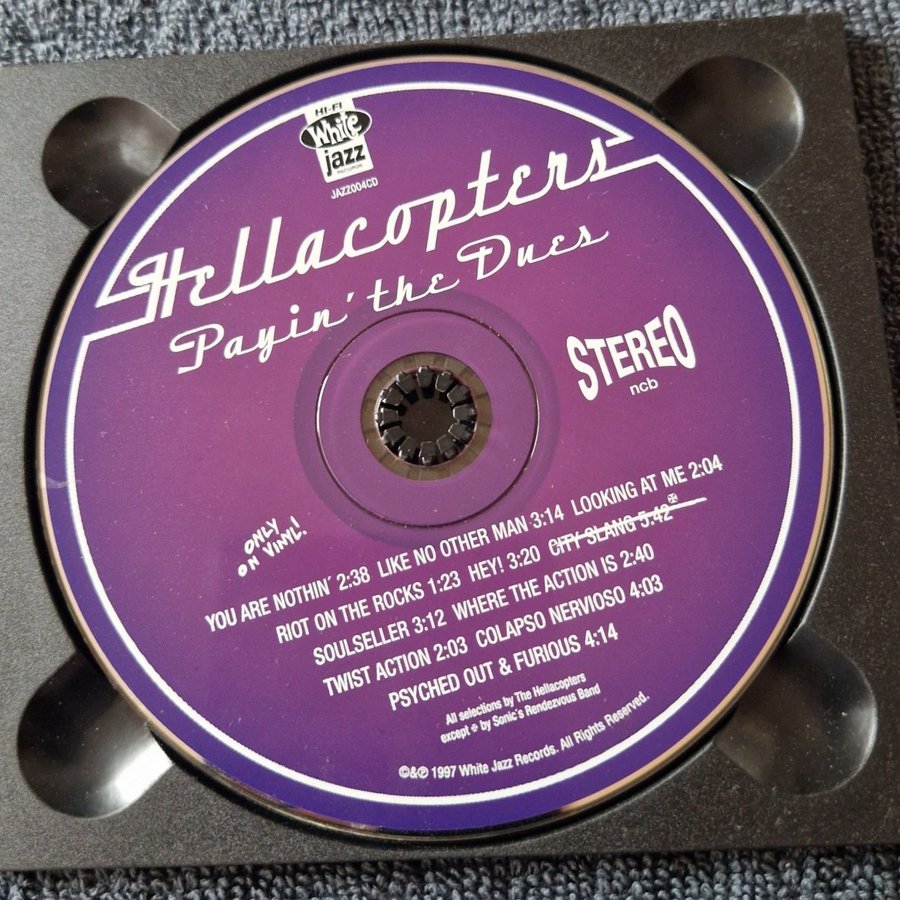 HI-FI
White
jazz
JAZZ004CD
Hellacopters
Payin' the Dues
STEREO
ncb
ONLY
ON VINYL!
YOU ARE NOTHIN' 2:38 LIKE NO OTHER MAN 3:14 LOOKING AT ME 2:04
RIOT ON THE ROCKS 1:23 HEY! 3:20 CITY SLANG 5:42✠
SOULSELLER 3:12 WHERE THE ACTION IS 2:40
TWIST ACTION 2:03 COLAPSO NERVIOSO 4:03
PSYCHED OUT & FURIOUS 4:14
All selections by The Hellacopters
except ✠ by Sonic's Rendezvous Band
©&℗ 1997 White Jazz Records. All Rights Reserved.